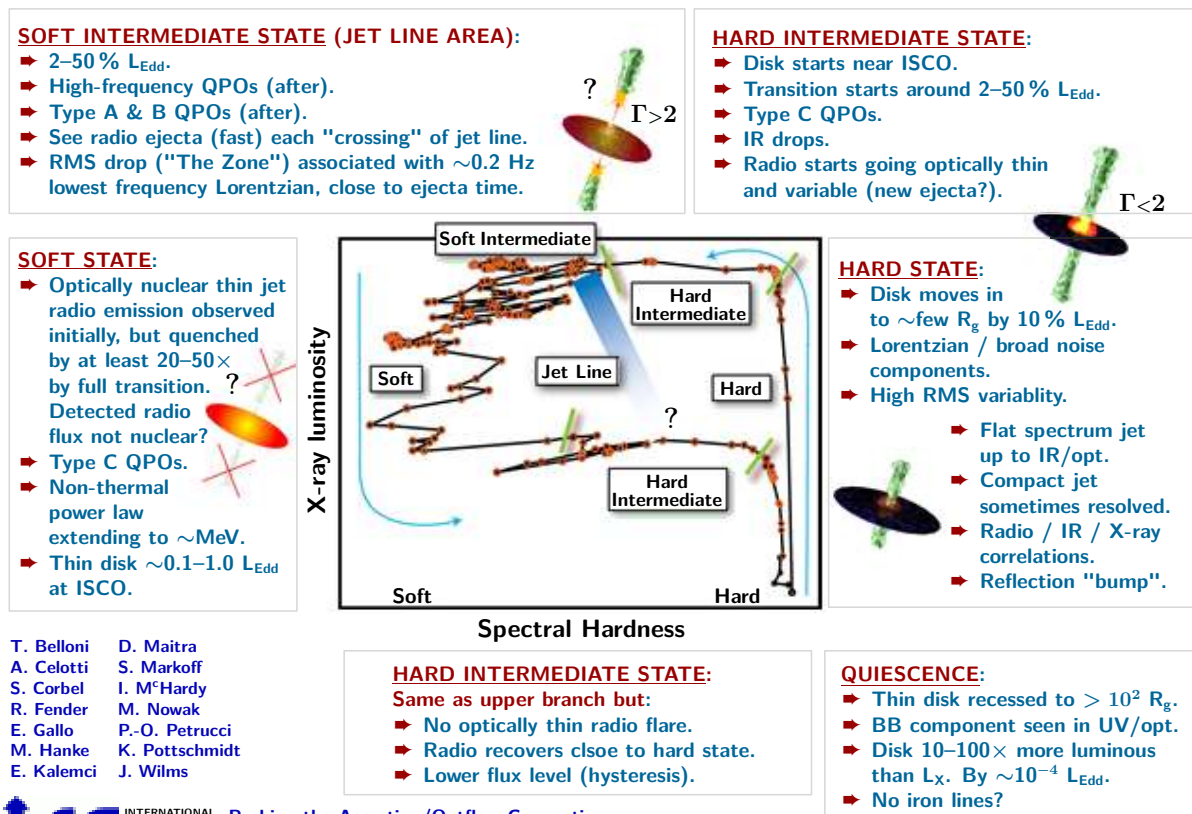 SOFT INTERMEDIATE STATE (JET LINE AREA):
➠ 2–50 % L_Edd.
➠ High-frequency QPOs (after).
➠ Type A & B QPOs (after).
➠ See radio ejecta (fast) each "crossing" of jet line.
➠ RMS drop ("The Zone") associated with ∼0.2 Hz
lowest frequency Lorentzian, close to ejecta time.
?
Γ>2
HARD INTERMEDIATE STATE:
➠ Disk starts near ISCO.
➠ Transition starts around 2–50 % L_Edd.
➠ Type C QPOs.
➠ IR drops.
➠ Radio starts going optically thin
and variable (new ejecta?).
Γ<2
SOFT STATE:
➠ Optically nuclear thin jet
radio emission observed
initially, but quenched
by at least 20–50×
by full transition.
?
Detected radio
flux not nuclear?
➠ Type C QPOs.
➠ Non-thermal
power law
extending to ∼MeV.
➠ Thin disk ∼0.1–1.0 L_Edd
at ISCO.
X-ray luminosity
Soft Intermediate
Hard
Intermediate
Soft
Jet Line
Hard
?
Hard
Intermediate
Soft
Hard
Spectral Hardness
HARD STATE:
➠ Disk moves in
to ∼few R_g by 10 % L_Edd.
➠ Lorentzian / broad noise
components.
➠ High RMS variablity.
➠ Flat spectrum jet
up to IR/opt.
➠ Compact jet
sometimes resolved.
➠ Radio / IR / X-ray
correlations.
➠ Reflection "bump".
T. Belloni D. Maitra
A. Celotti S. Markoff
S. Corbel I. M^cHardy
R. Fender M. Nowak
E. Gallo P.-O. Petrucci
M. Hanke K. Pottschmidt
E. Kalemci J. Wilms
HARD INTERMEDIATE STATE:
Same as upper branch but:
➠ No optically thin radio flare.
➠ Radio recovers clsoe to hard state.
➠ Lower flux level (hysteresis).
QUIESCENCE:
➠ Thin disk recessed to > 10² R_g.
➠ BB component seen in UV/opt.
➠ Disk 10–100× more luminous
than L_X. By ∼10⁻⁴ L_Edd.
➠ No iron lines?
INTERNATIONAL